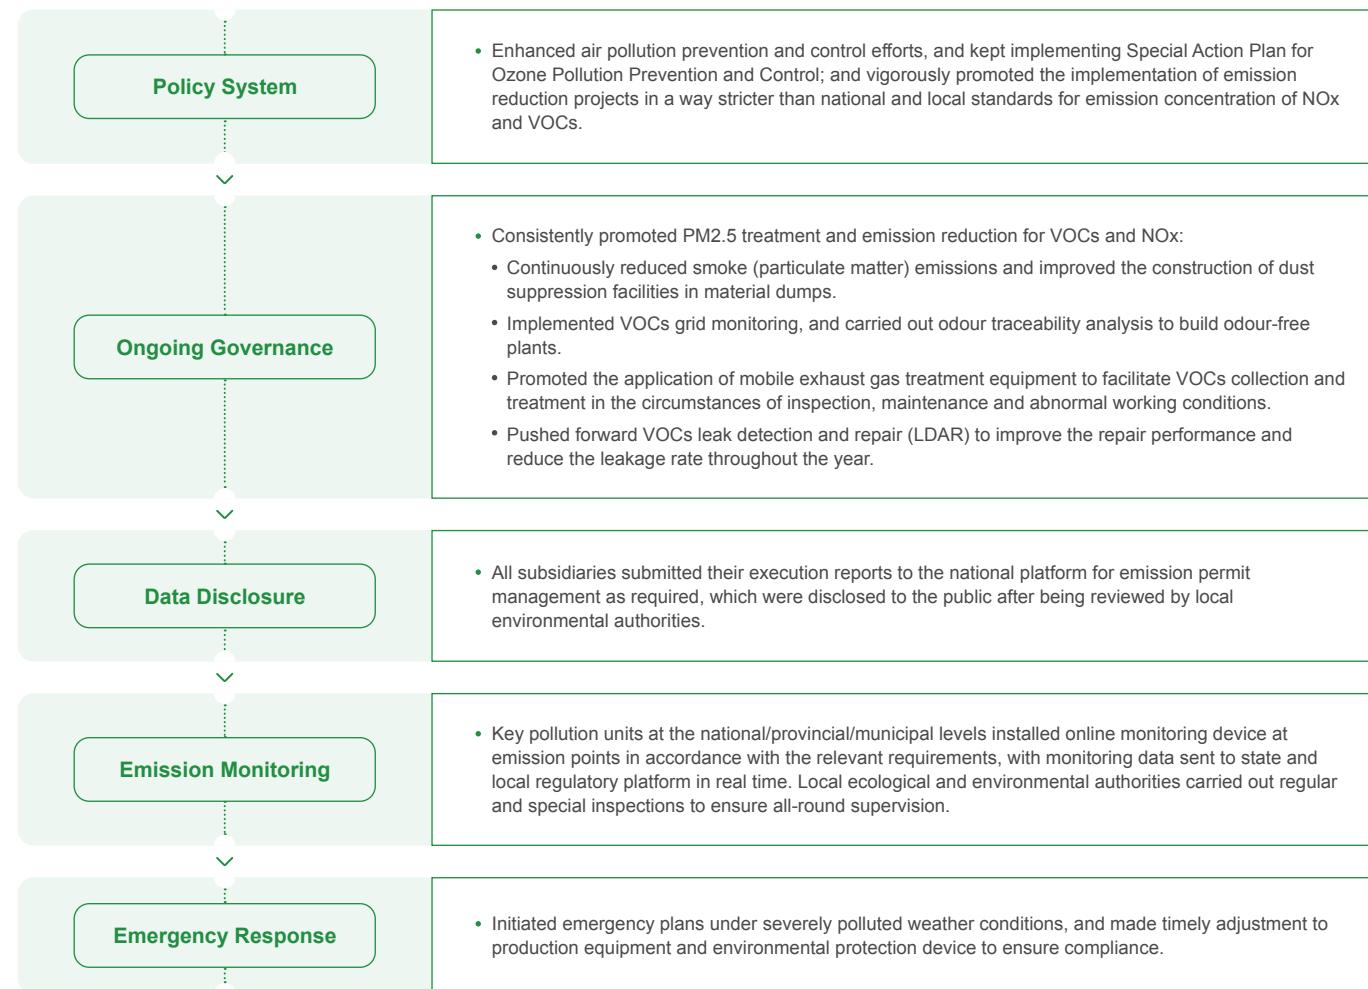 Policy System
• Enhanced air pollution prevention and control efforts, and kept implementing Special Action Plan for
Ozone Pollution Prevention and Control; and vigorously promoted the implementation of emission
reduction projects in a way stricter than national and local standards for emission concentration of NOx
and VOCs.
Ongoing Governance
• Consistently promoted PM2.5 treatment and emission reduction for VOCs and NOx:
• Continuously reduced smoke (particulate matter) emissions and improved the construction of dust
suppression facilities in material dumps.
• Implemented VOCs grid monitoring, and carried out odour traceability analysis to build odour-free
plants.
• Promoted the application of mobile exhaust gas treatment equipment to facilitate VOCs collection and
treatment in the circumstances of inspection, maintenance and abnormal working conditions.
• Pushed forward VOCs leak detection and repair (LDAR) to improve the repair performance and
reduce the leakage rate throughout the year.
Data Disclosure
• All subsidiaries submitted their execution reports to the national platform for emission permit
management as required, which were disclosed to the public after being reviewed by local
environmental authorities.
Emission Monitoring
• Key pollution units at the national/provincial/municipal levels installed online monitoring device at
emission points in accordance with the relevant requirements, with monitoring data sent to state and
local regulatory platform in real time. Local ecological and environmental authorities carried out regular
and special inspections to ensure all-round supervision.
Emergency Response
• Initiated emergency plans under severely polluted weather conditions, and made timely adjustment to
production equipment and environmental protection device to ensure compliance.